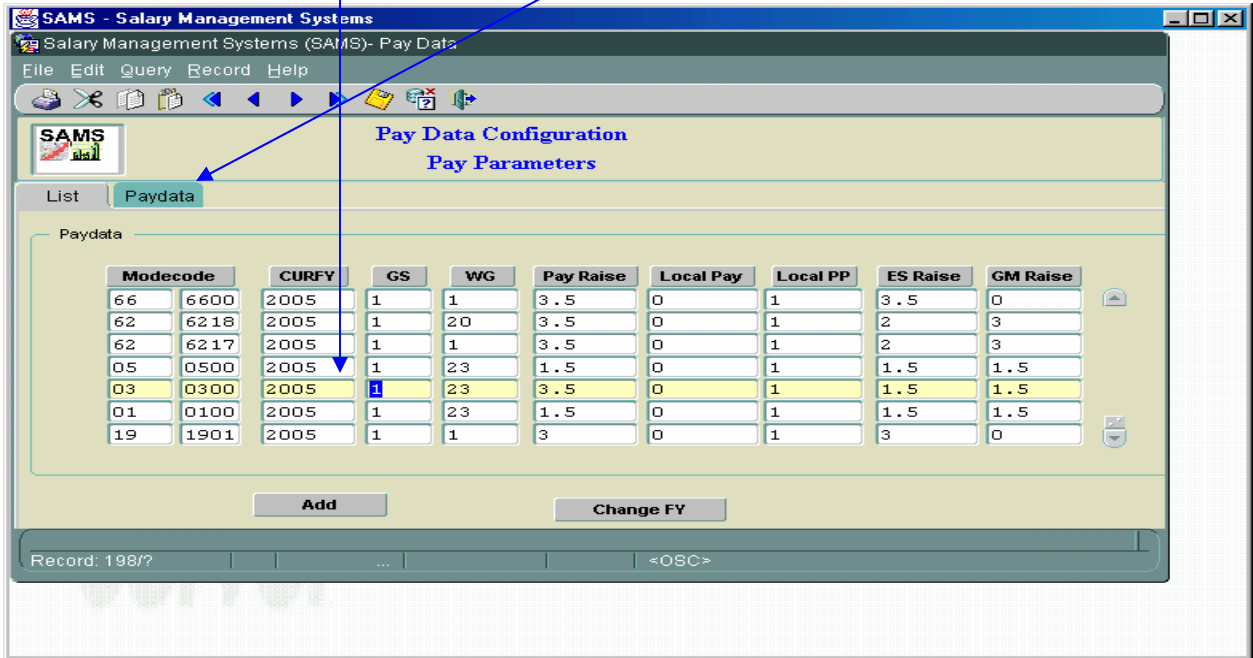 SAMS - Salary Management Systems
Salary Management Systems (SAMS)- Pay Data
File Edit Query Record Help
SAMS
Pay Data Configuration
Pay Parameters
List Paydata
Paydata
Modecode CURFY GS WG Pay Raise Local Pay Local PP ES Raise GM Raise
66 6600 2005 1 1 3.5 0 1 3.5 0
62 6218 2005 1 20 3.5 0 1 2 3
62 6217 2005 1 1 3.5 0 1 2 3
05 0500 2005 1 23 1.5 0 1 1.5 1.5
03 0300 2005 1 23 3.5 0 1 1.5 1.5
01 0100 2005 1 23 1.5 0 1 1.5 1.5
19 1901 2005 1 1 3 0 1 3 0
Add Change FY
Record: 198/? ... <OSC>